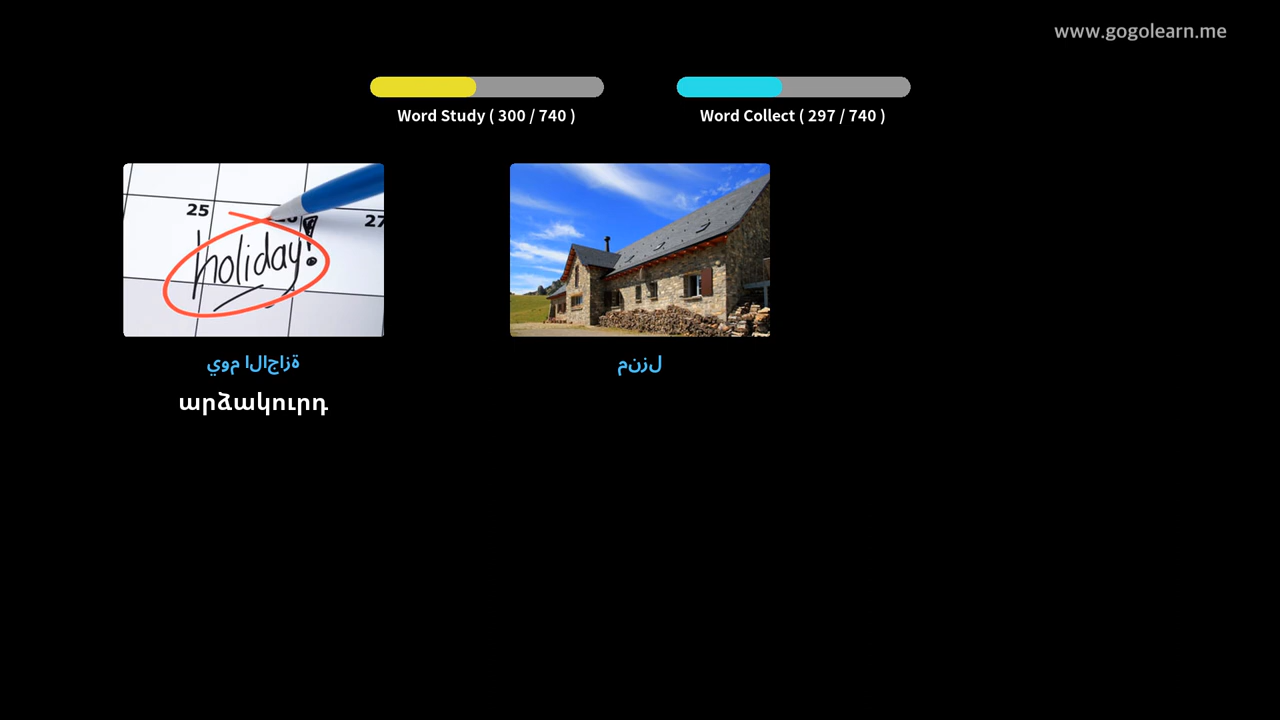 www.gogolearn.me
Word Study ( 300 / 740 )
Word Collect ( 297 / 740 )
25
27
holiday!
يوم الاجازة
منزل
արձակուրդ